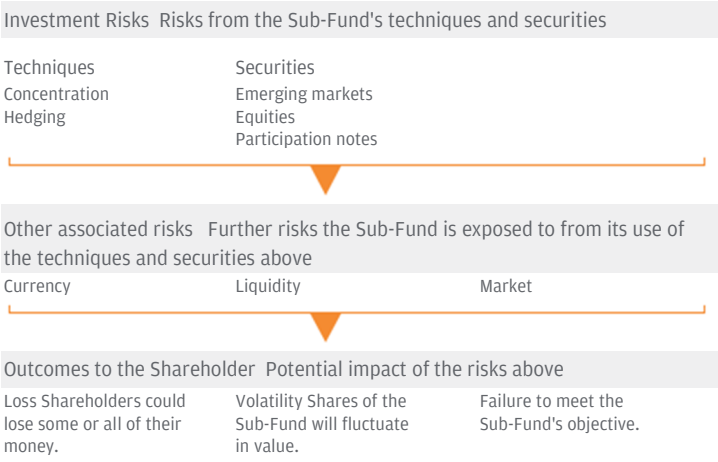 Investment Risks Risks from the Sub-Fund's techniques and securities
Techniques Securities
Concentration Emerging markets
Hedging Equities
Participation notes
Other associated risks Further risks the Sub-Fund is exposed to from its use of
the techniques and securities above
Currency Liquidity Market
Outcomes to the Shareholder Potential impact of the risks above
Loss Shareholders could Volatility Shares of the Failure to meet the
lose some or all of their Sub-Fund will fluctuate Sub-Fund's objective.
money. in value.